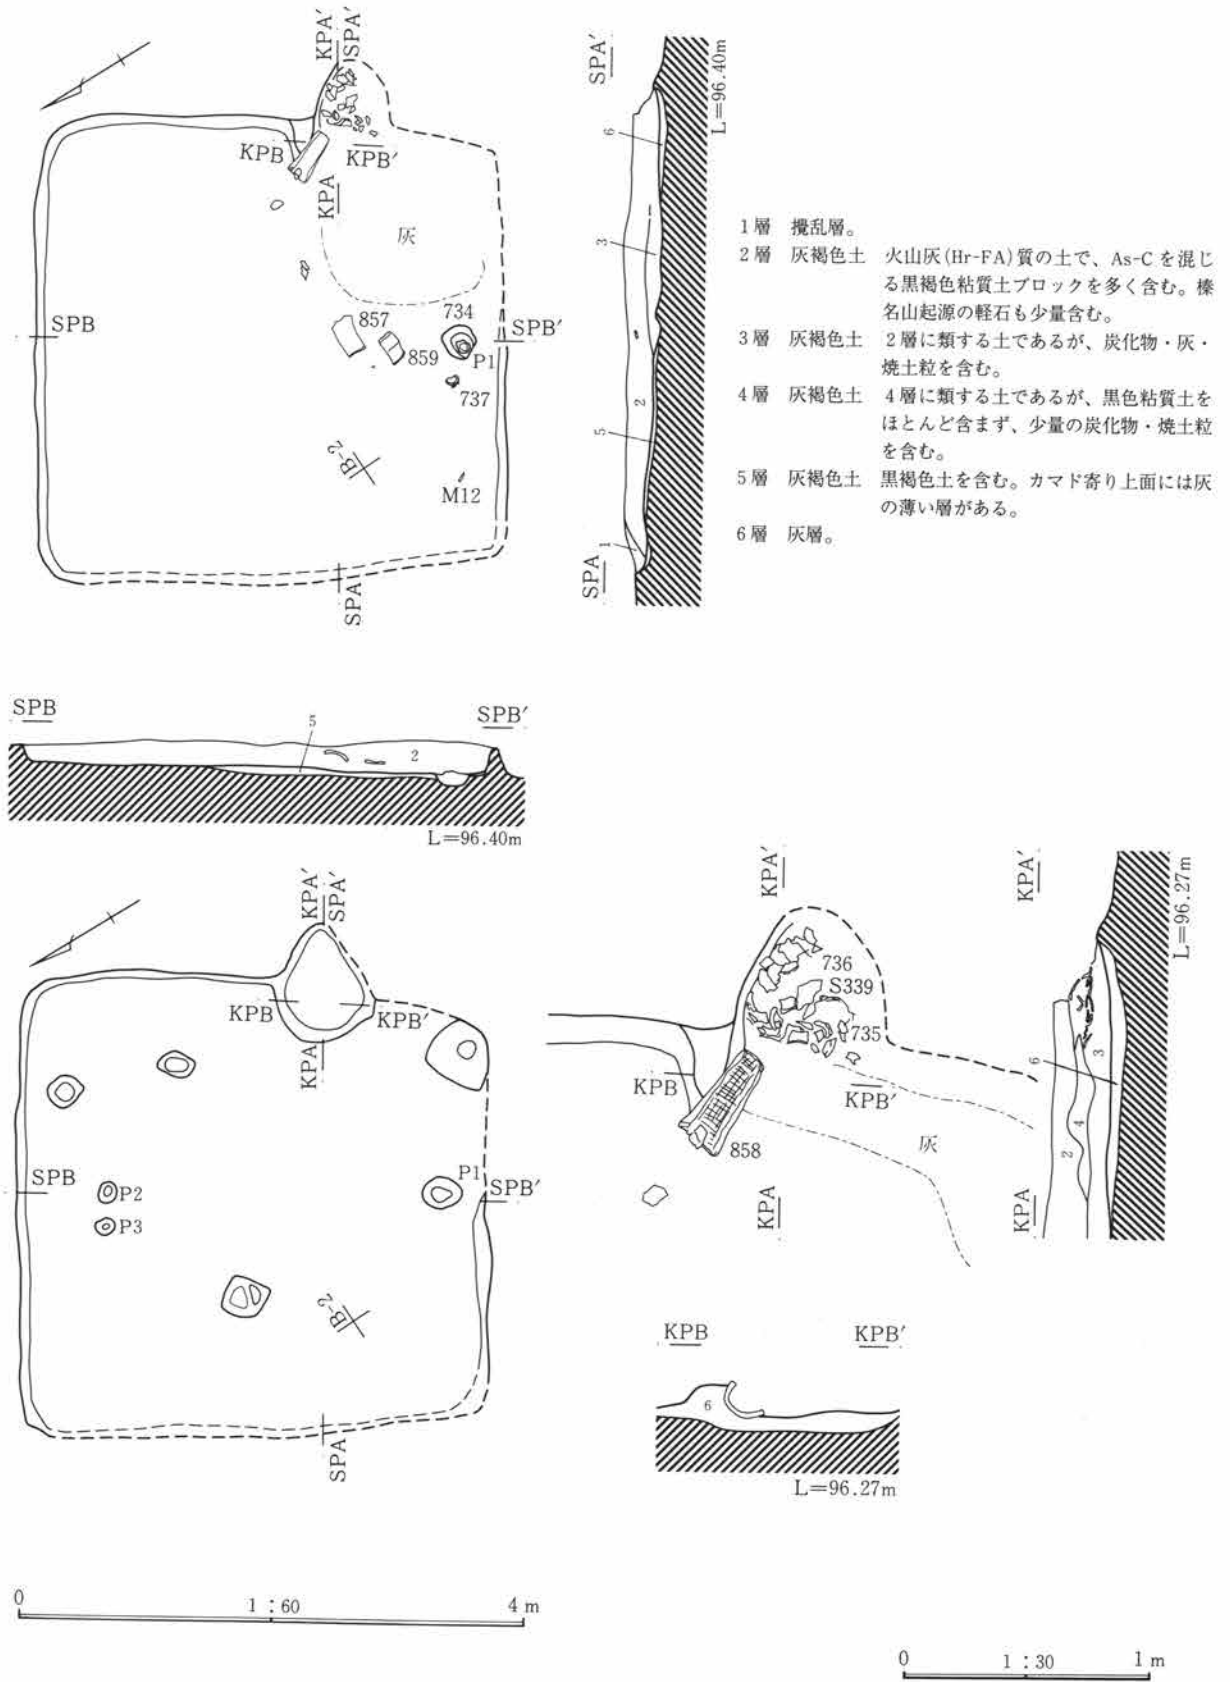 KPA′
SPA′
KPB
KPB′
KPA
灰
SPB
SPB′
857
734
859
P1
737
B-2
M12
SPA
SPA′
L=96.40m
6
3
2
5
1
SPA
1層 攪乱層。
2層 灰褐色土 火山灰(Hr-FA)質の土で、As-Cを混じ
る黒褐色粘質土ブロックを多く含む。榛
名山起源の軽石も少量含む。
3層 灰褐色土 2層に類する土であるが、炭化物・灰・
焼土粒を含む。
4層 灰褐色土 4層に類する土であるが、黒色粘質土を
ほとんど含まず、少量の炭化物・焼土粒
を含む。
5層 灰褐色土 黒褐色土を含む。カマド寄り上面には灰
の薄い層がある。
6層 灰層。
SPB
SPB′
5
2
L=96.40m
KPA′
SPA′
KPB
KPB′
KPA
SPB
P2
P3
P1
SPB′
B-2
SPA
KPA′
736
S339
735
KPB
KPB′
858
灰
KPA
KPA′
L=96.27m
6
3
4
2
KPA
KPB
KPB′
6
L=96.27m
0
1:60
4m
0
1:30
1m